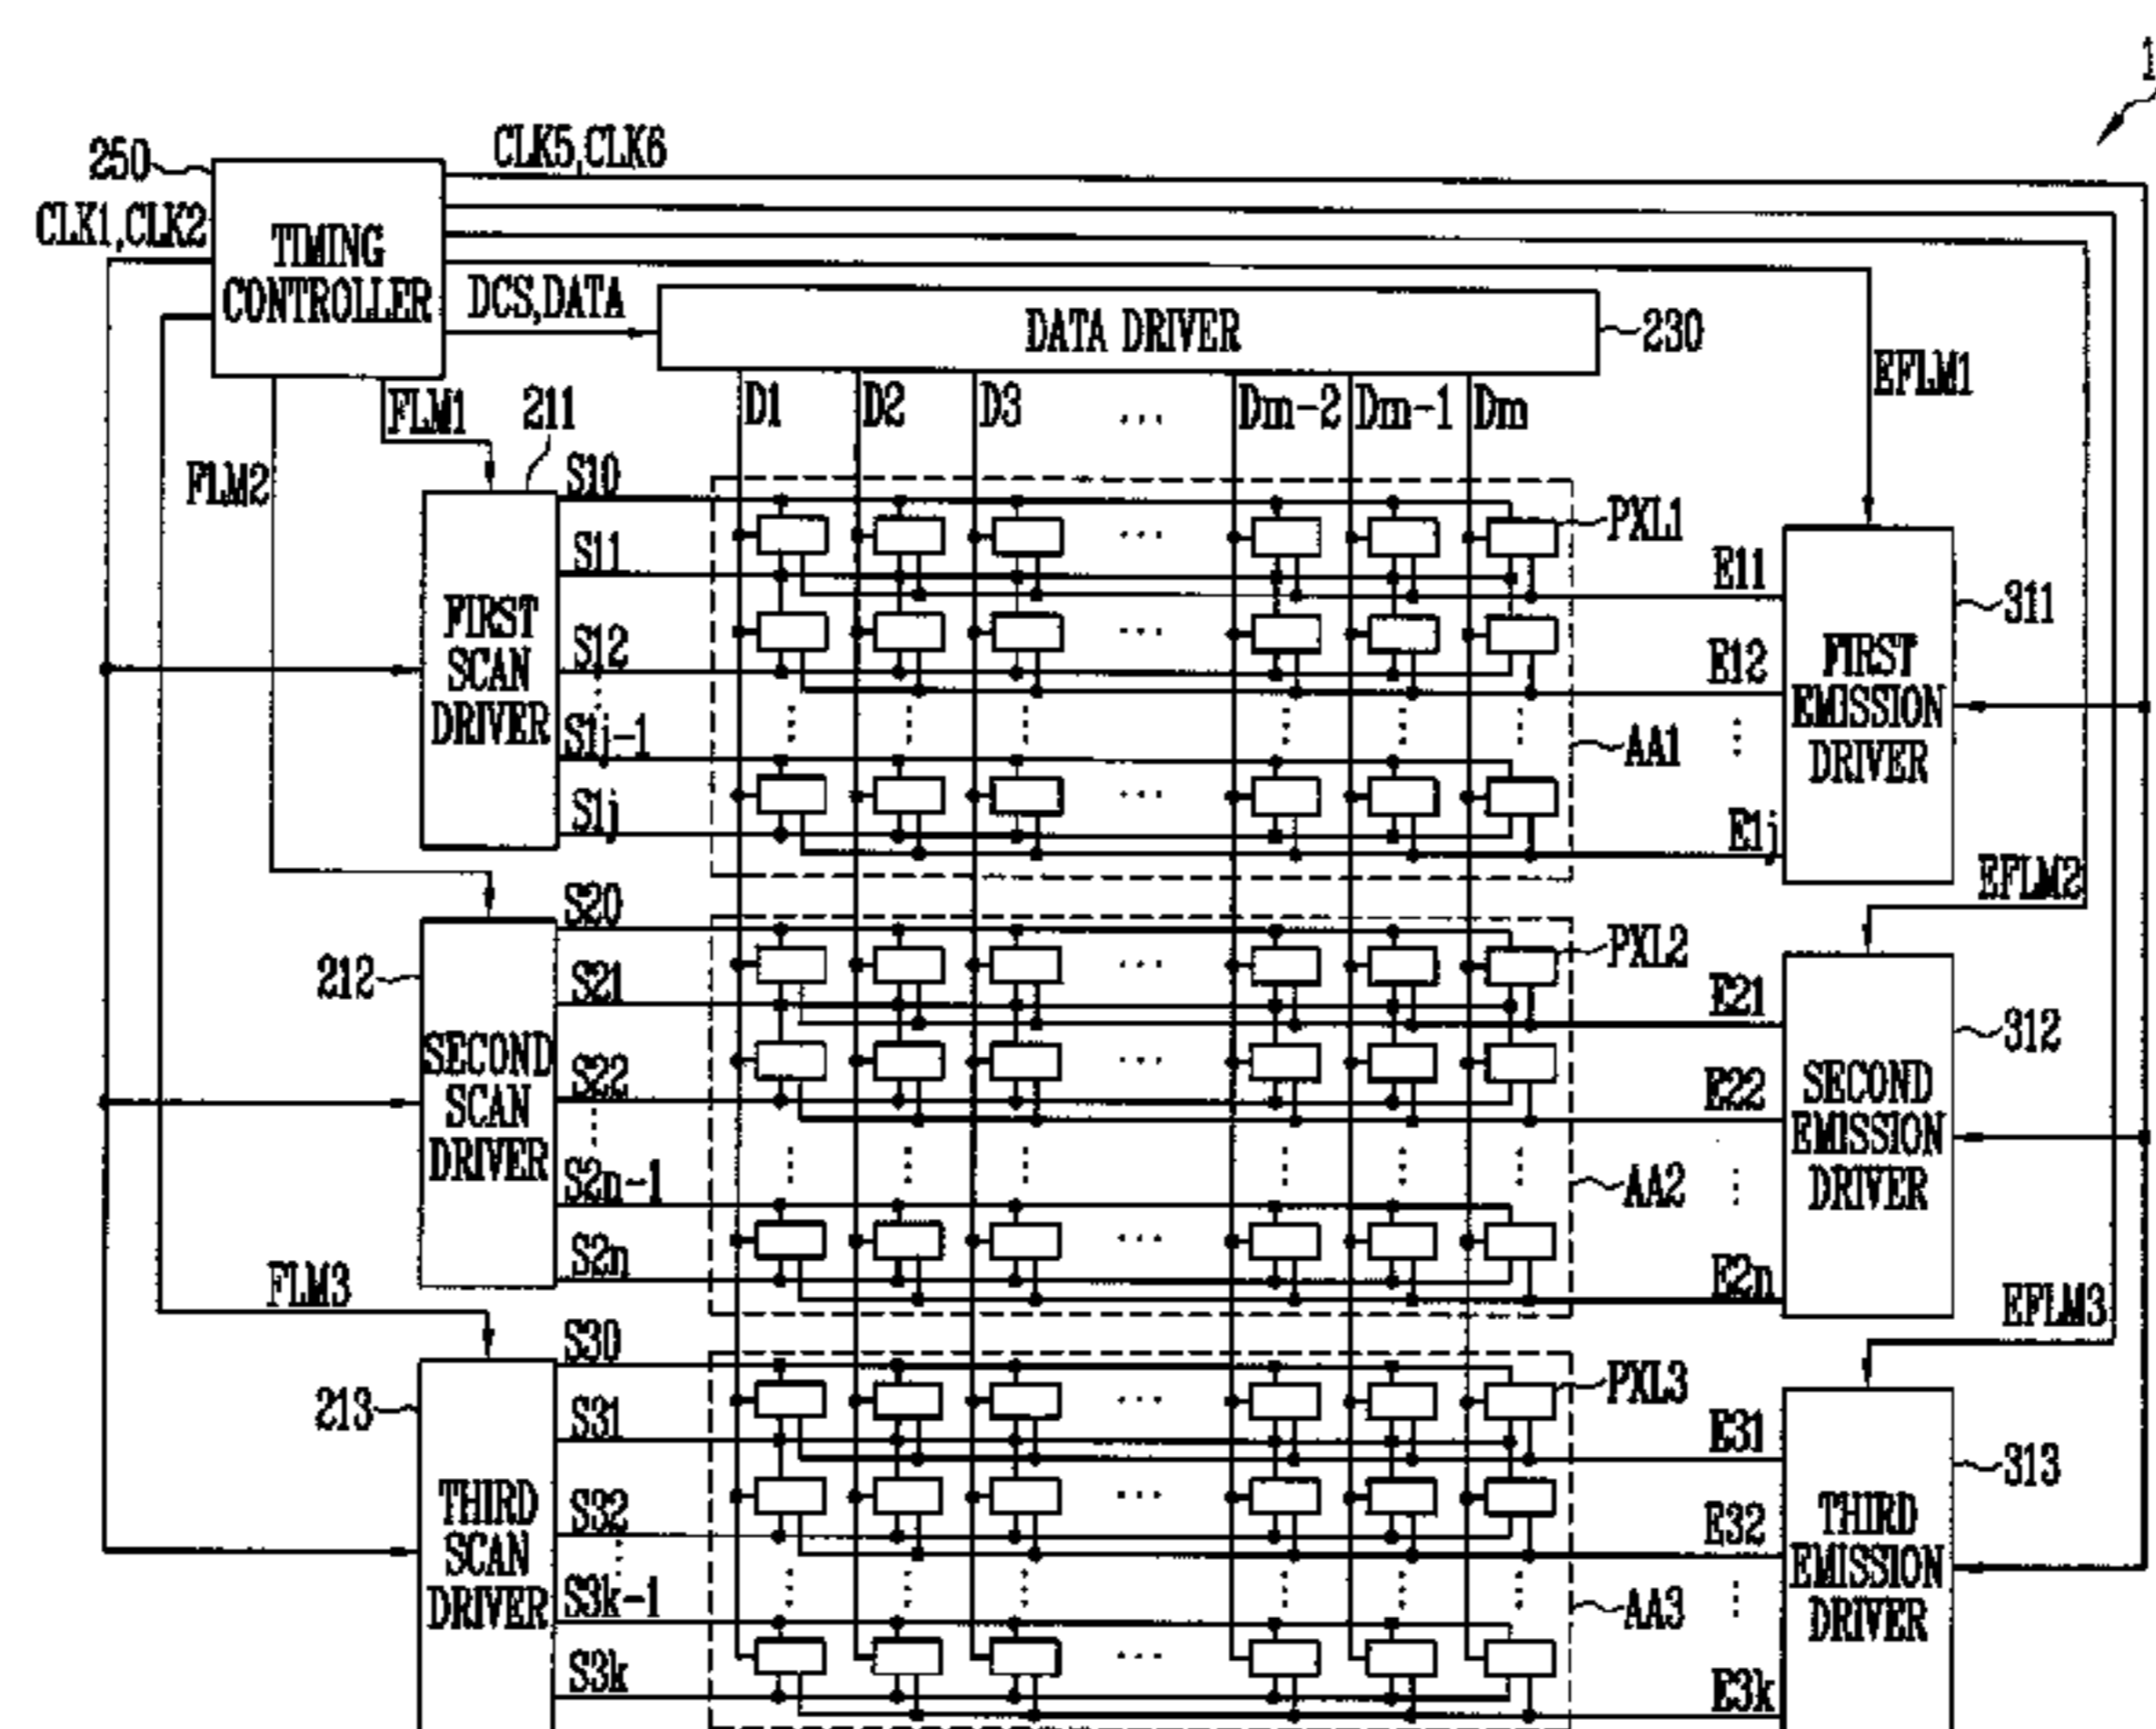 1
CLK5,CLK6
250
CLK1,CLK2
TIMING
CONTROLLER
DCS,DATA
DATA DRIVER
230
FLM1
211
D1 D2 D3 ... Dm-2 Dm-1 Dm
EFLM1
FLM2
S10
PXL1
S11
E11
311
FIRST
SCAN
DRIVER
S12
E12
FIRST
EMISSION
DRIVER
S1j-1
AA1
S1j
E1j
EFLM2
S20
PXL2
212
S21
E21
312
SECOND
SCAN
DRIVER
S22
E22
SECOND
EMISSION
DRIVER
S2n-1
AA2
S2n
E2n
FLM3
EFLM3
S30
PXL3
213
S31
E31
313
THIRD
SCAN
DRIVER
S32
E32
THIRD
EMISSION
DRIVER
S3k-1
AA3
S3k
E3k